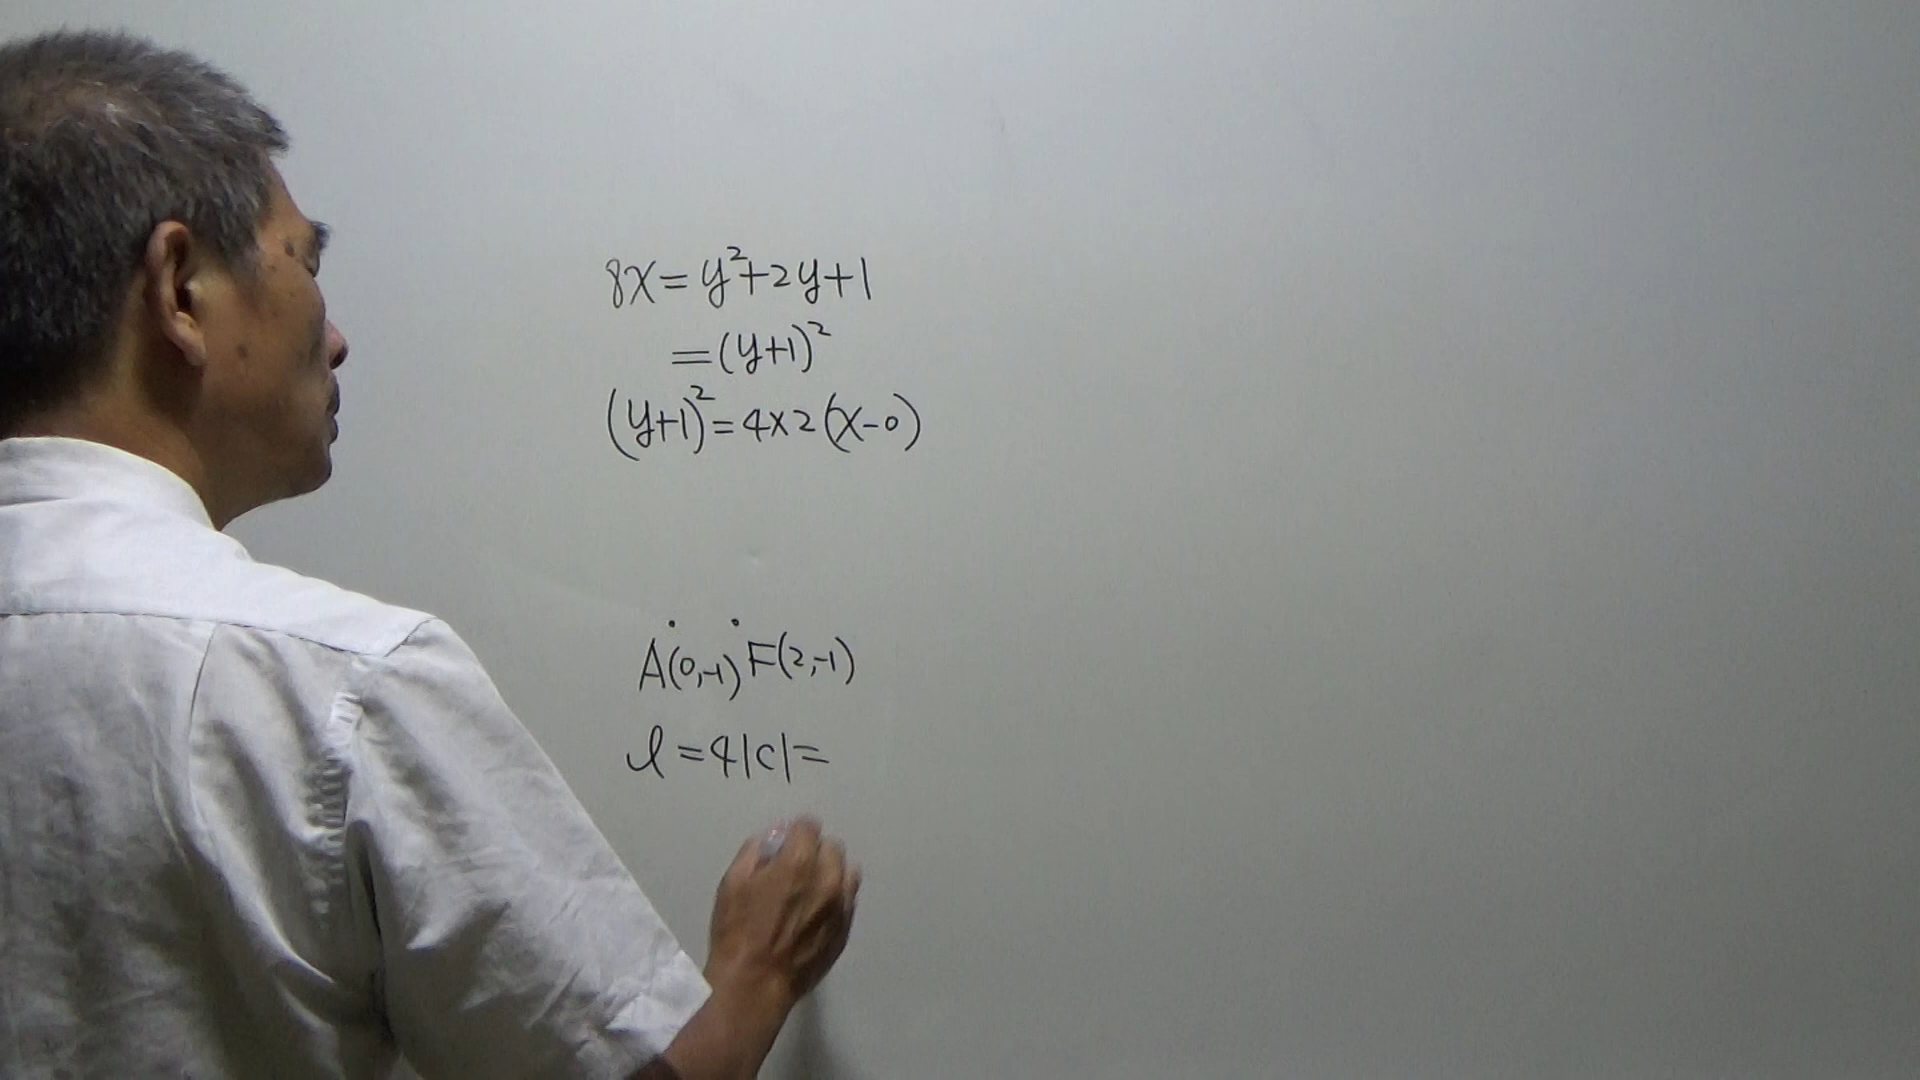 8x=y²+2y+1
=(y+1)²
(y+1)²=4×2(x-0)
A(0,-1) F(2,-1)
l=4|c|=